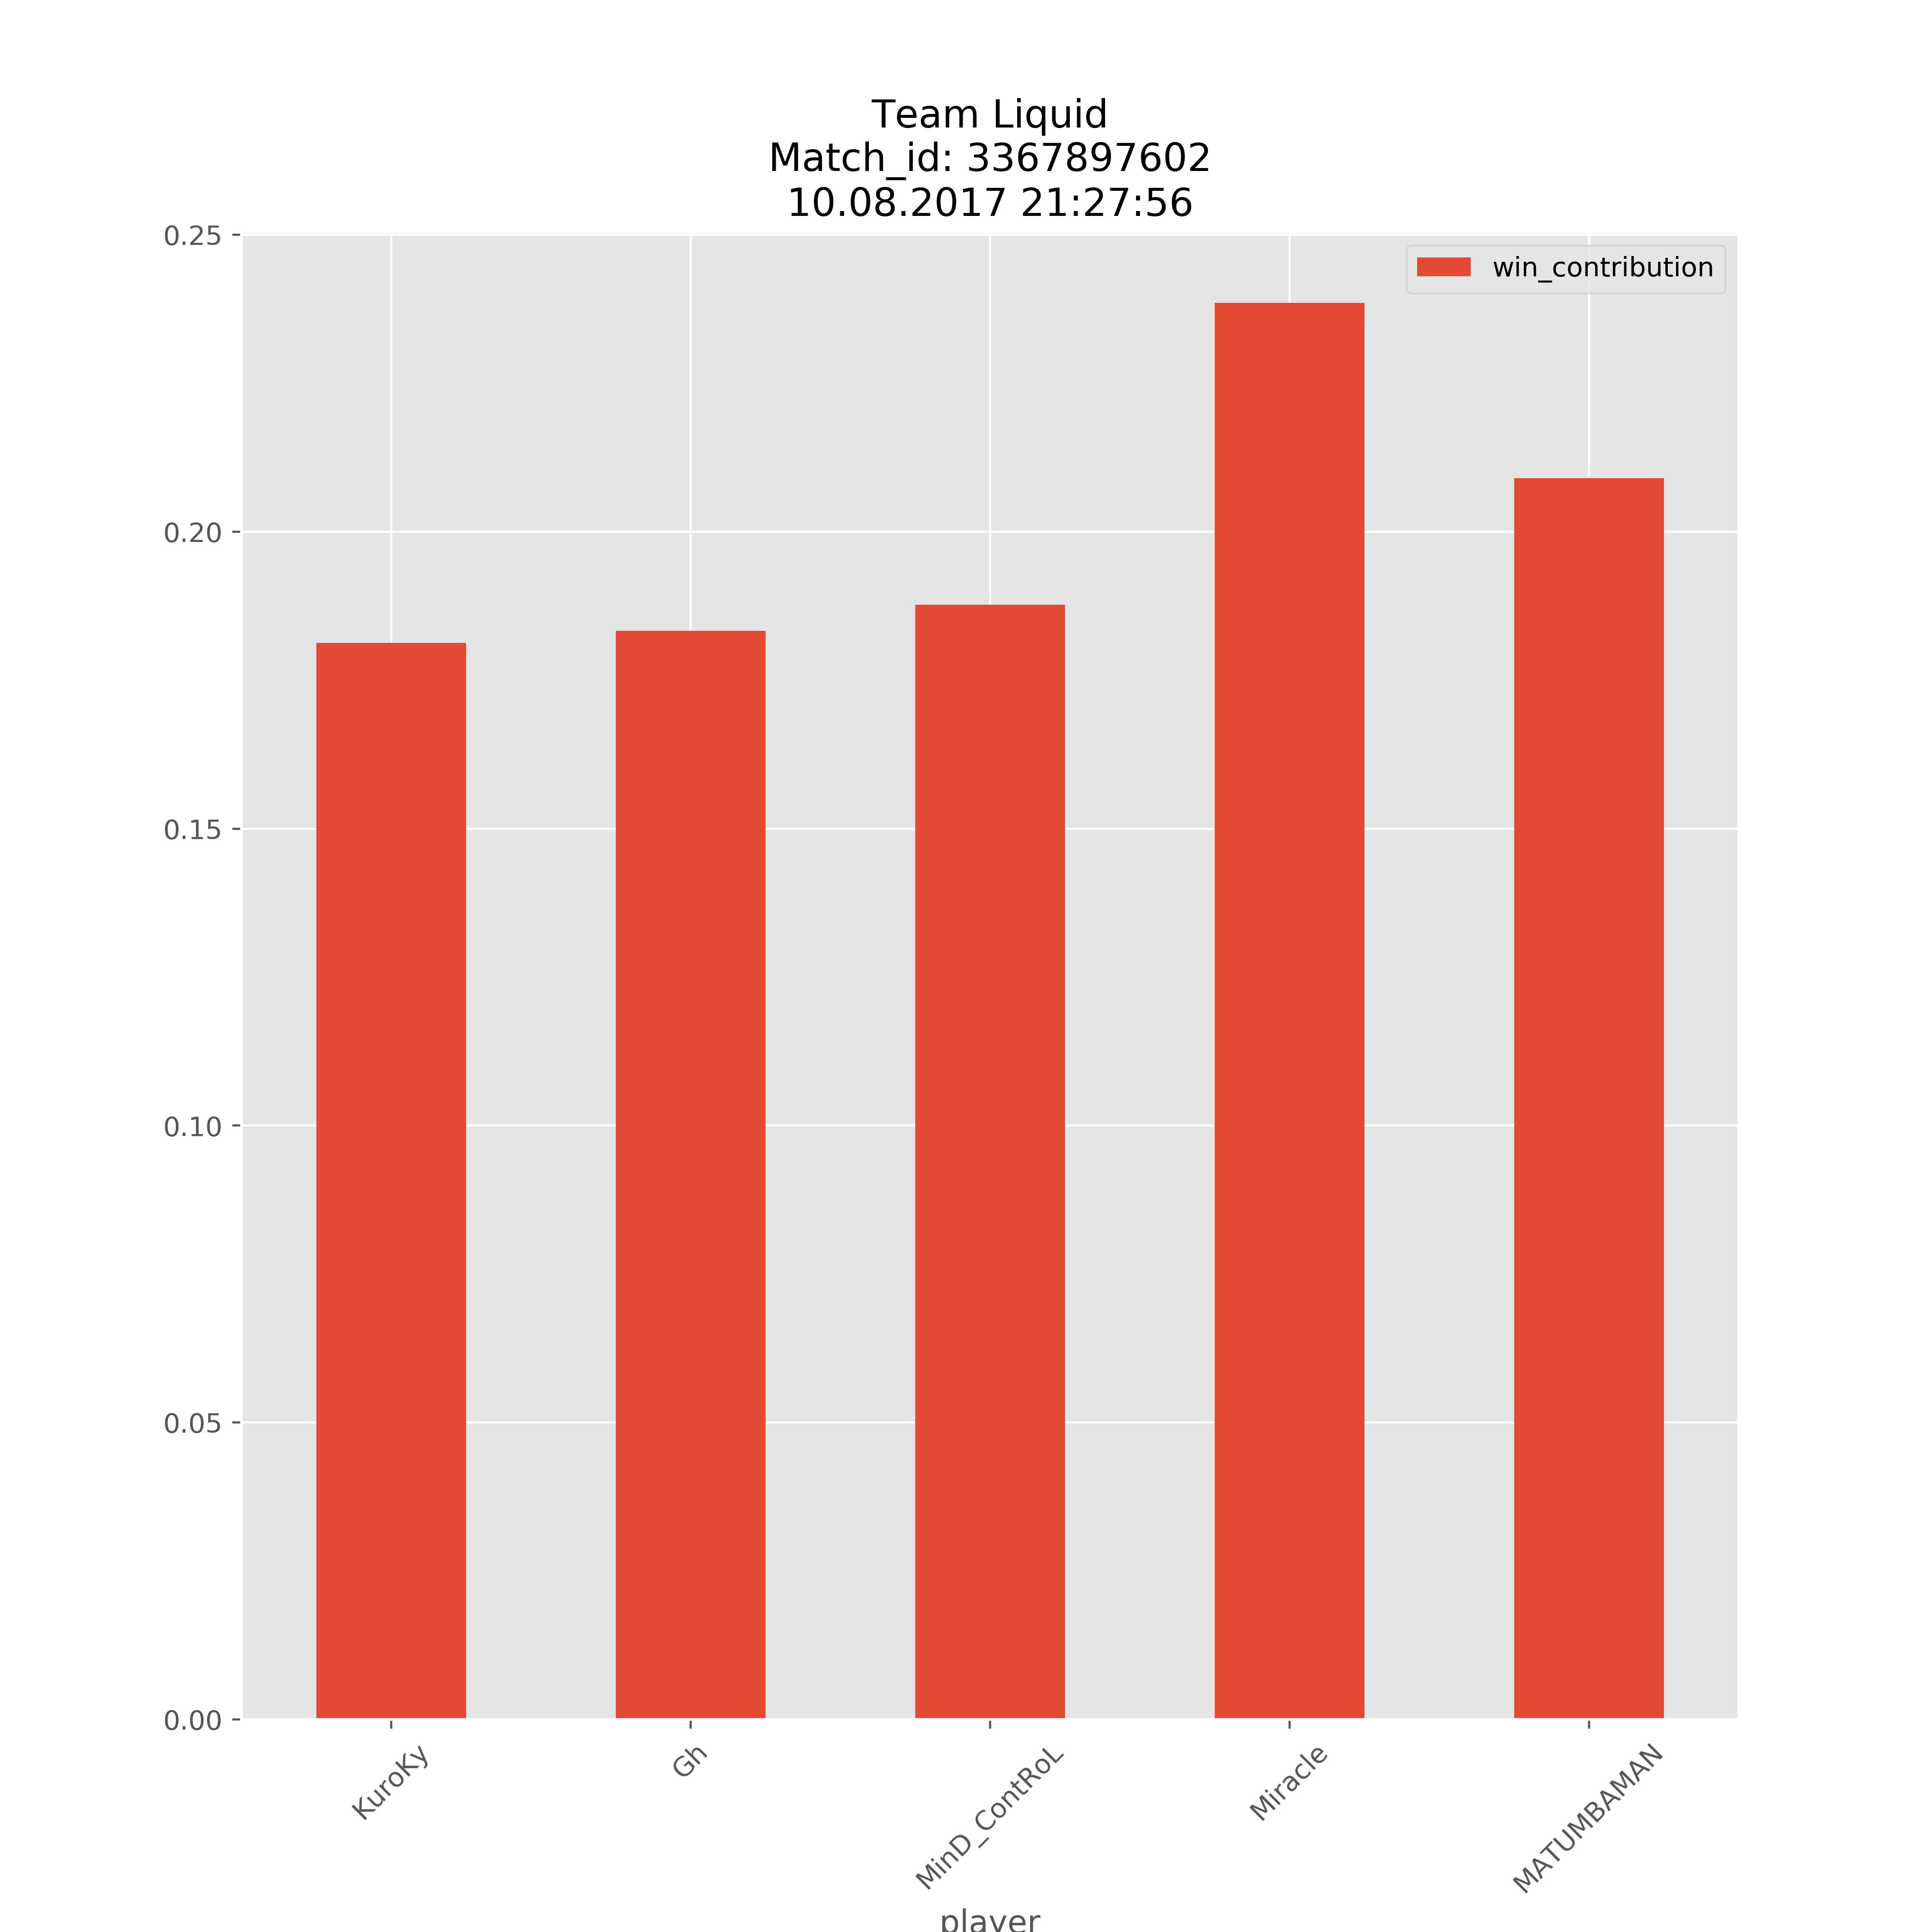 Team Liquid
Match_id: 3367897602
10.08.2017 21:27:56
win_contribution
0.25
0.20
0.15
0.10
0.05
0.00
KuroKy
Gh
MinD_ContRoL
Miracle
MATUMBAMAN
player